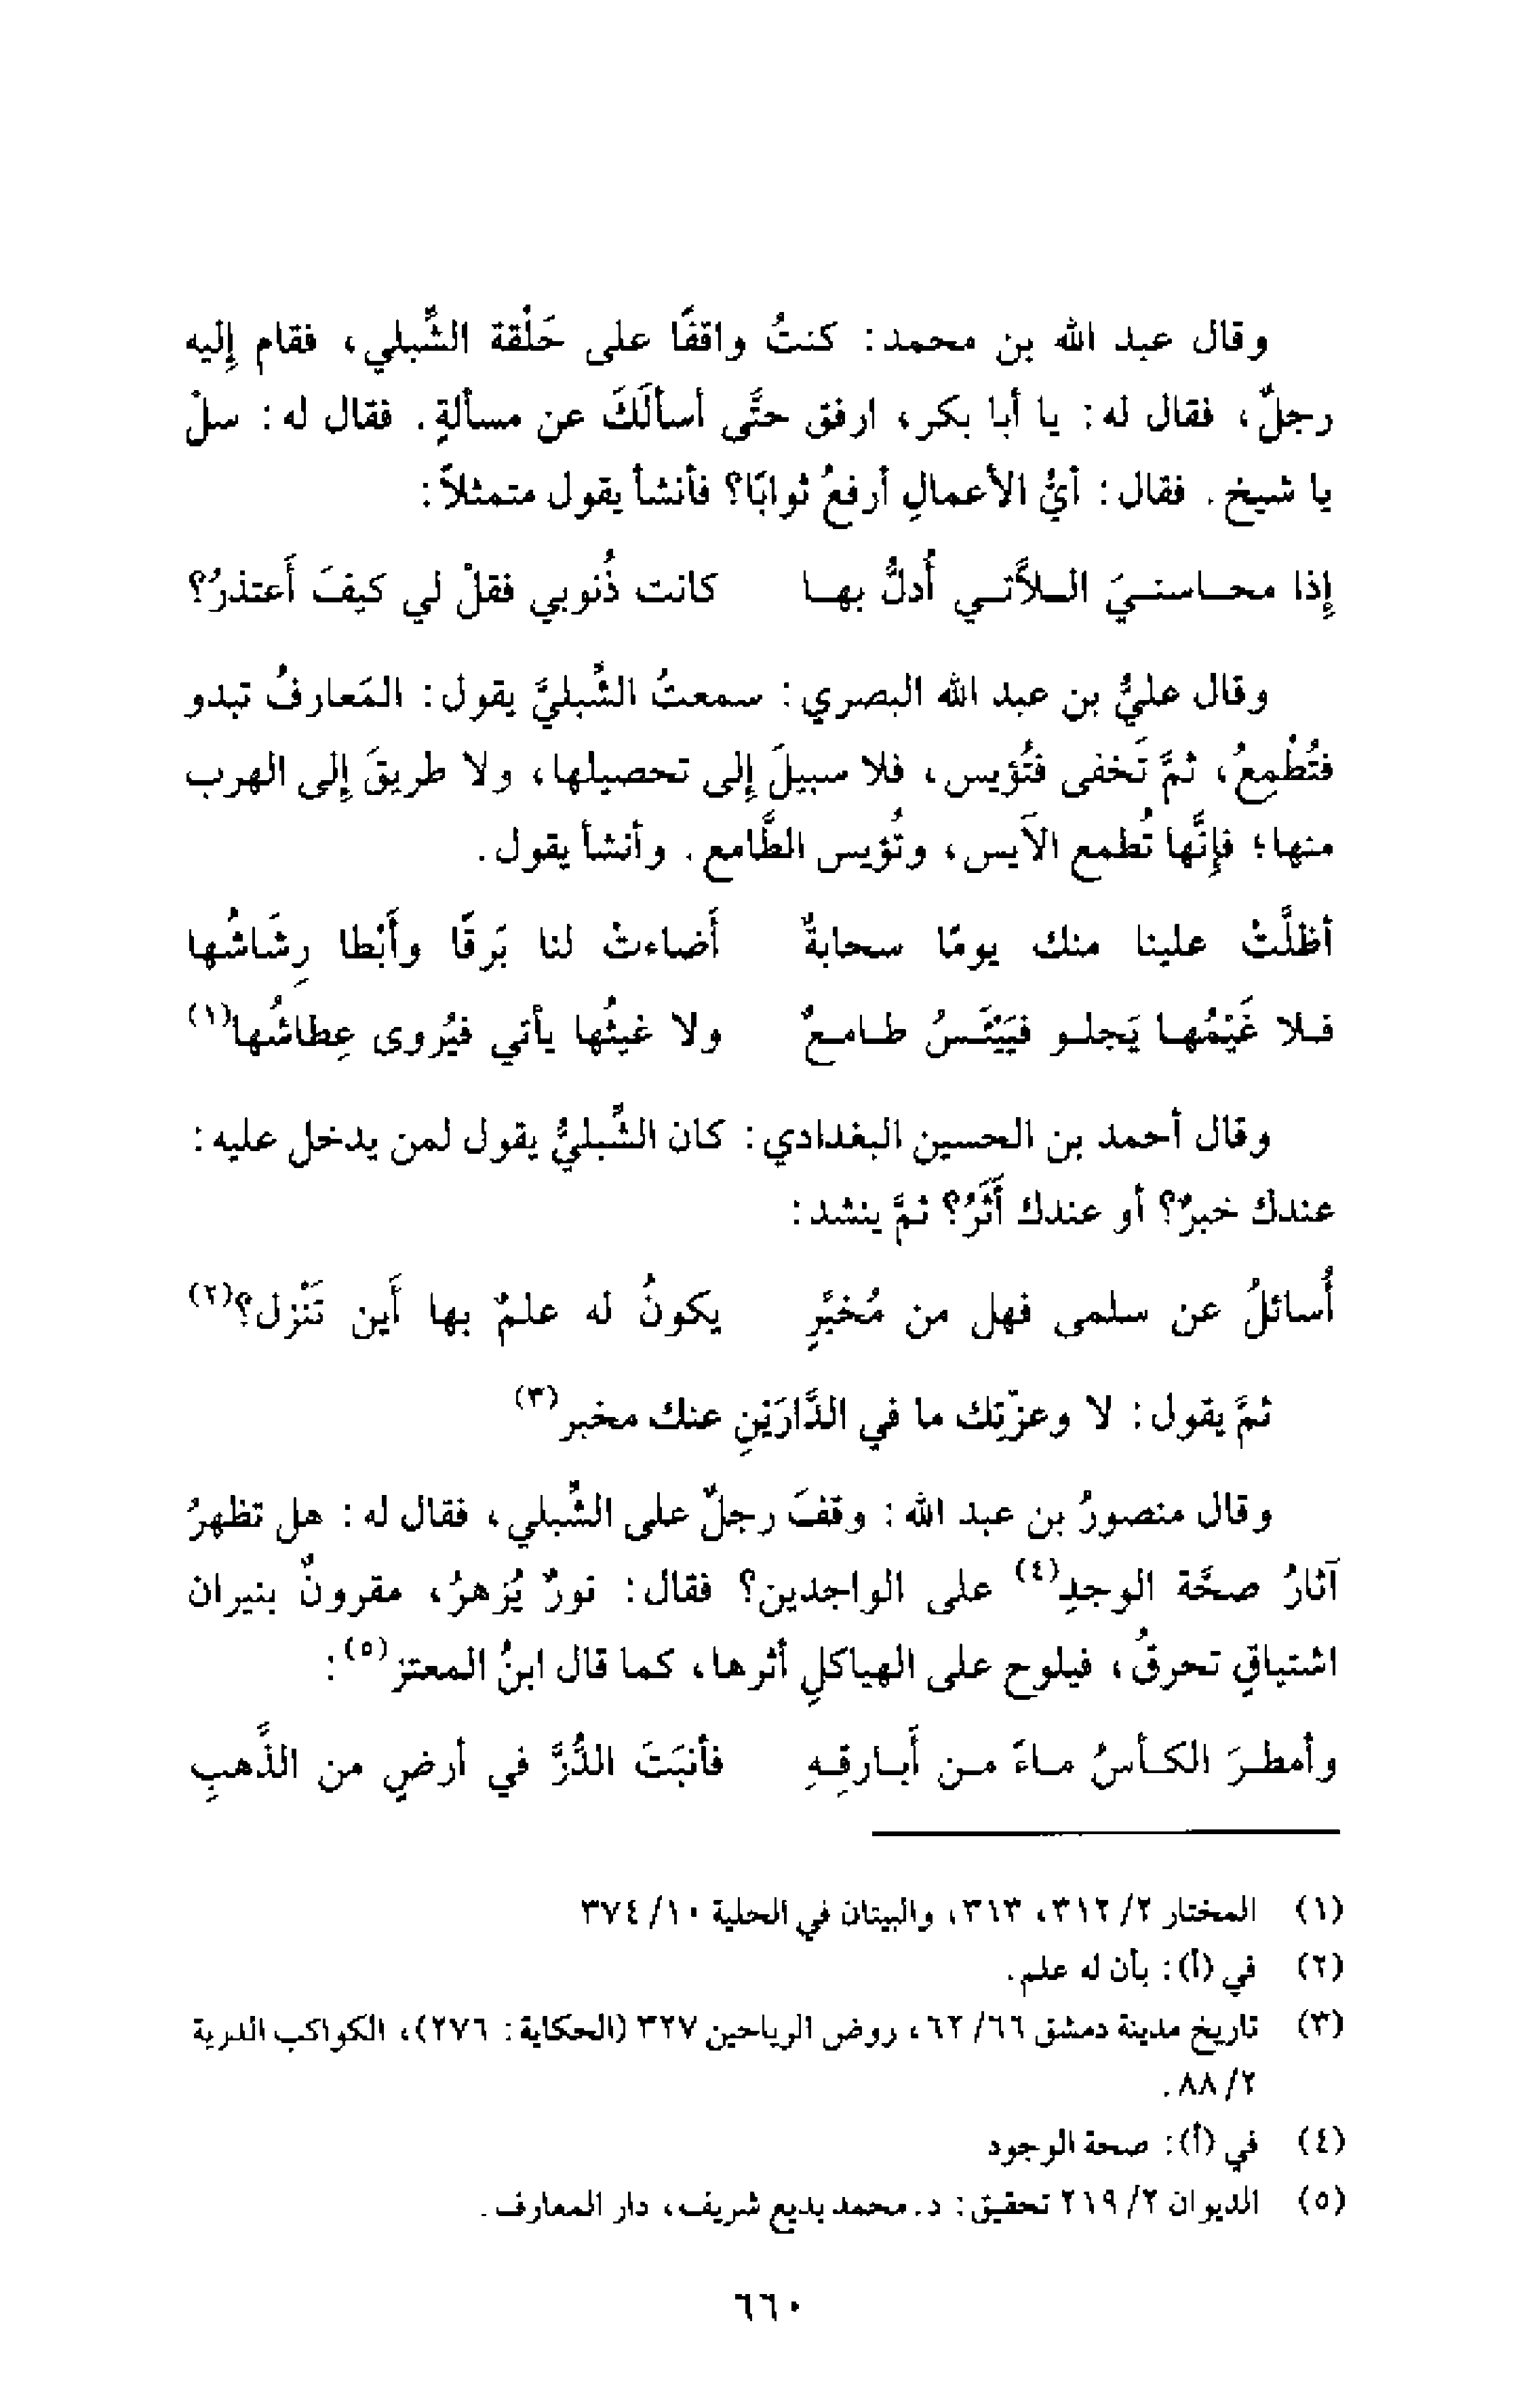 وقال عبد الله بن محمد: كنتُ واقفًا على حَلْقة الشِّبلي، فقام إليه
رجلٌ، فقال له: يا أبا بكر، ارفق حتَّى أسألَكَ عن مسألةٍ. فقال له: سلْ
يا شيخ. فقال: أيُّ الأعمالِ أرفعُ ثوابًا؟ فأنشأ يقول متمثلاً:
إذا محاسنيَ اللاَّتي أُدلُّ بها كانت ذُنوبي فقلْ لي كيفَ أَعتذرُ؟
وقال عليُّ بن عبد الله البصري: سمعتُ الشِّبليَّ يقول: المَعارفُ تبدو
فتُطْمِعُ، ثمَّ تَخفى فتُؤيس، فلا سبيلَ إلى تحصيلها، ولا طريقَ إلى الهرب
منها؛ فإنَّها تُطمع الآيس، وتُؤيس الطَّامع. وأنشأ يقول.
أظلَّتْ علينا منك يومًا سحابةٌ أَضاءتْ لنا بَرقًا وأَبْطا رِشَاشُها
فلا غَيْمُها يَجلو فيَيْئَسُ طامعٌ ولا غيثُها يأتي فيُروى عِطاشُها(١)
وقال أحمد بن الحسين البغدادي: كان الشِّبليُّ يقول لمن يدخل عليه:
عندك خبرٌ؟ أو عندك أَثَرُ؟ ثمَّ ينشد:
أُسائلُ عن سلمى فهل من مُخبِّرٍ يكونُ له علمٌ بها أَين تَنْزل؟(٢)
ثمَّ يقول: لا وعزّتِك ما في الدَّارَيْنِ عنك مخبر(٣)
وقال منصورُ بن عبد الله: وقفَ رجلٌ على الشِّبلي، فقال له: هل تظهرُ
آثارُ صحَّة الوجدِ(٤) على الواجدين؟ فقال: نورٌ يُزهرُ، مقرونٌ بنيران
اشتياقٍ تحرقُ، فيلوح على الهياكلِ أثرها، كما قال ابنُ المعتز(٥):
وأمطرَ الكأسُ ماءً من أَبارقِهِ فأنبَتَ الدُّرَّ في أرضٍ من الذَّهبِ
(١) المختار ٢/ ٣١٢، ٣١٣، والبيتان في الحلية ١٠/ ٣٧٤
(٢) في (أ): بأن له علم.
(٣) تاريخ مدينة دمشق ٦٦/ ٦٢، روض الرياحين ٣٢٧ (الحكاية: ٢٧٦)، الكواكب الدرية
٢/ ٨٨.
(٤) في (أ): صحة الوجود
(٥) الديوان ٢/ ٢١٩ تحقيق: د. محمد بديع شريف، دار المعارف.
٦٦٠